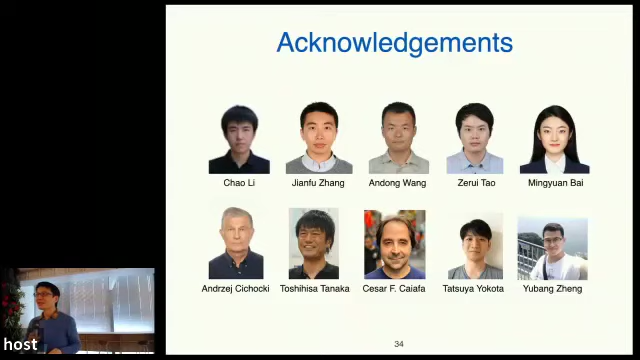 Acknowledgements
Chao Li
Jianfu Zhang
Andong Wang
Zerui Tao
Mingyuan Bai
Andrzej Cichocki
Toshihisa Tanaka
Cesar F. Caiafa
Tatsuya Yokota
Yubang Zheng
host
34